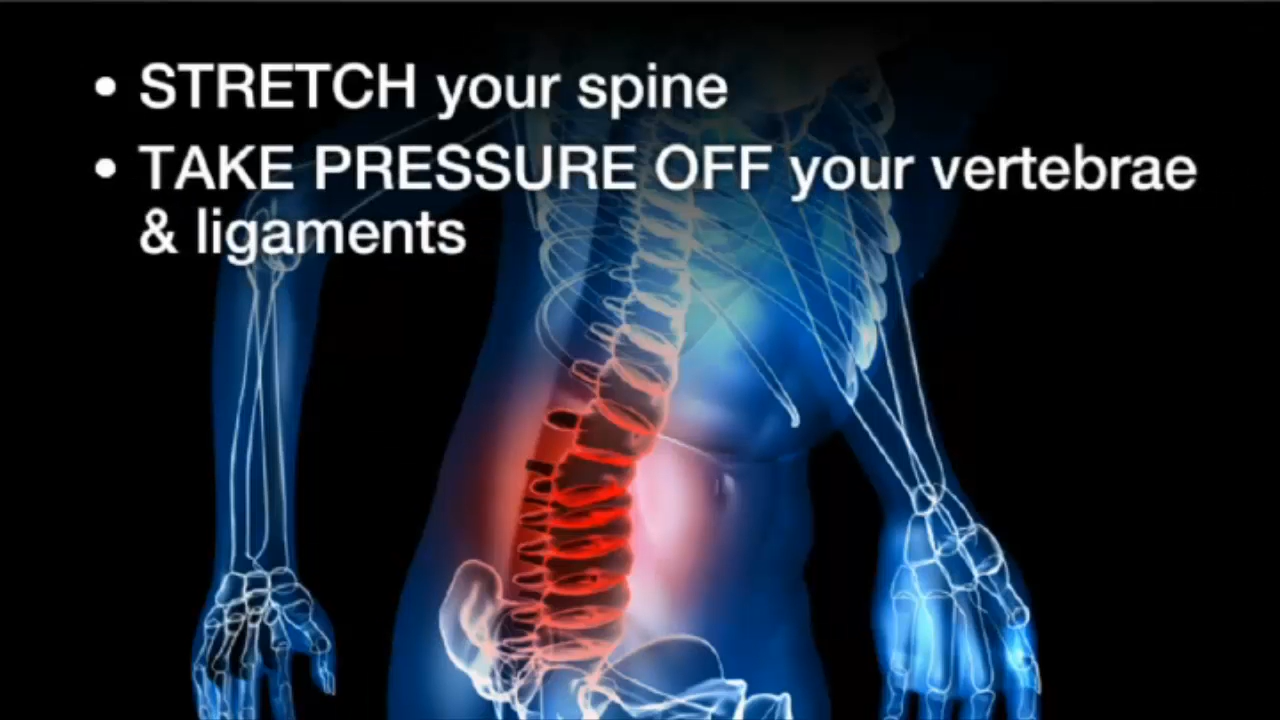 • STRETCH your spine
• TAKE PRESSURE OFF your vertebrae
& ligaments